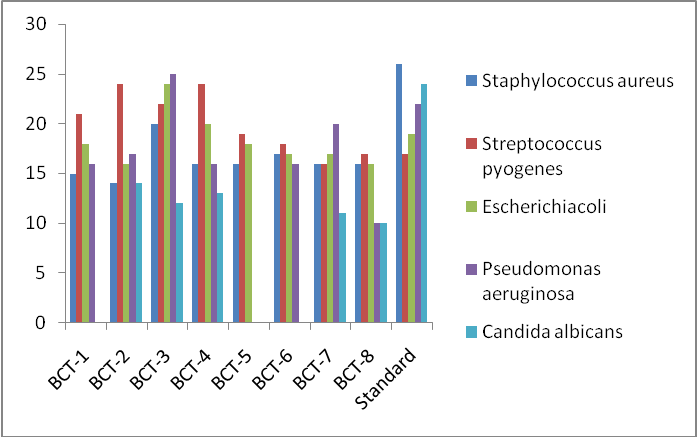 30
25
20
15
10
5
0
BCT-1
BCT-2
BCT-3
BCT-4
BCT-5
BCT-6
BCT-7
BCT-8
Standard
Staphylococcus aureus
Streptococcus
pyogenes
Escherichiacoli
Pseudomonas
aeruginosa
Candida albicans